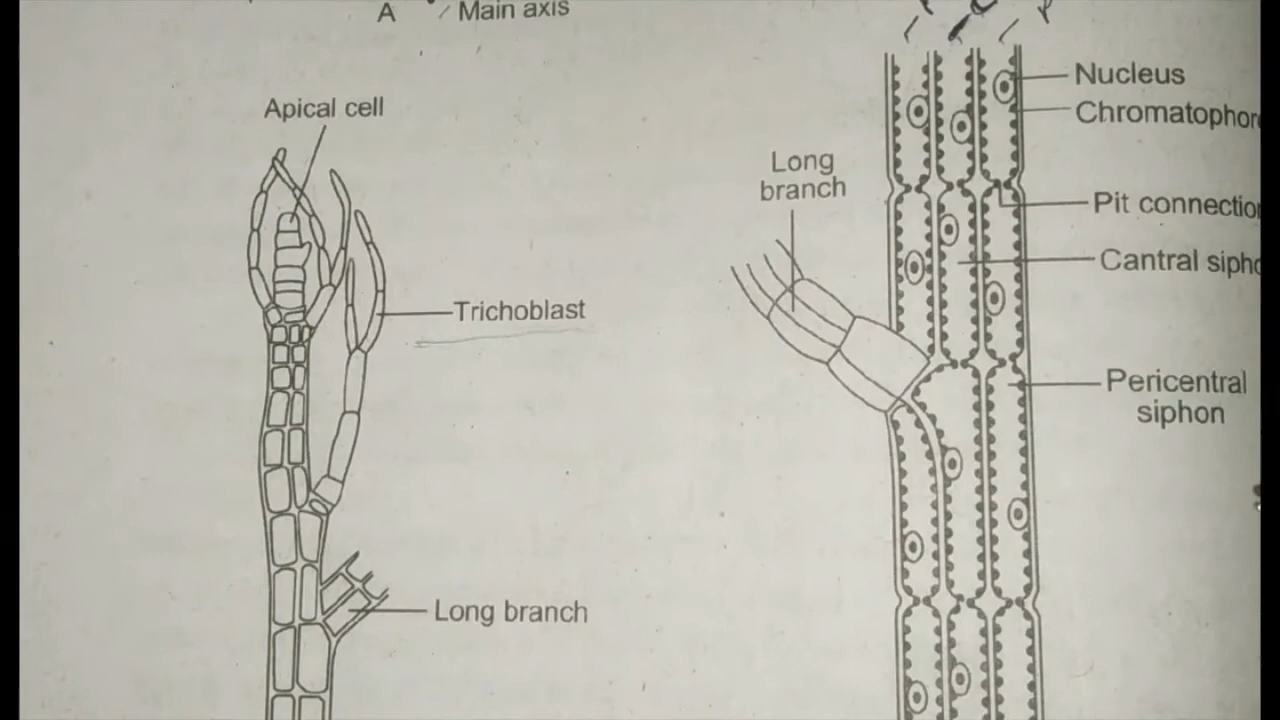 A
Main axis
Apical cell
Trichoblast
Long branch
Long
branch
Nucleus
Chromatophor
Pit connectio
Cantral sipho
Pericentral
siphon